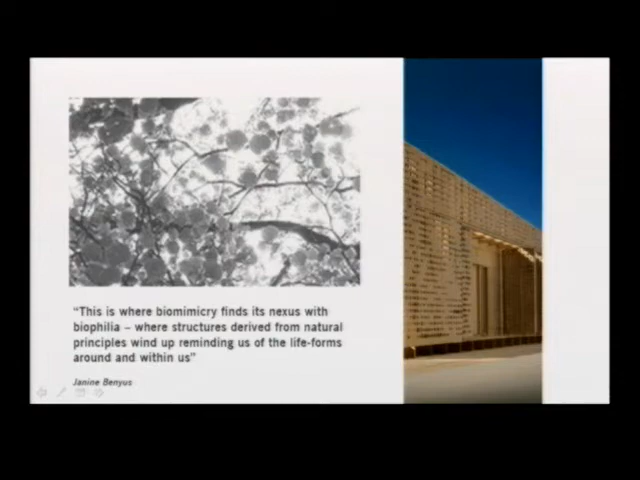 “This is where biomimicry finds its nexus with
biophilia – where structures derived from natural
principles wind up reminding us of the life-forms
around and within us”
Janine Benyus